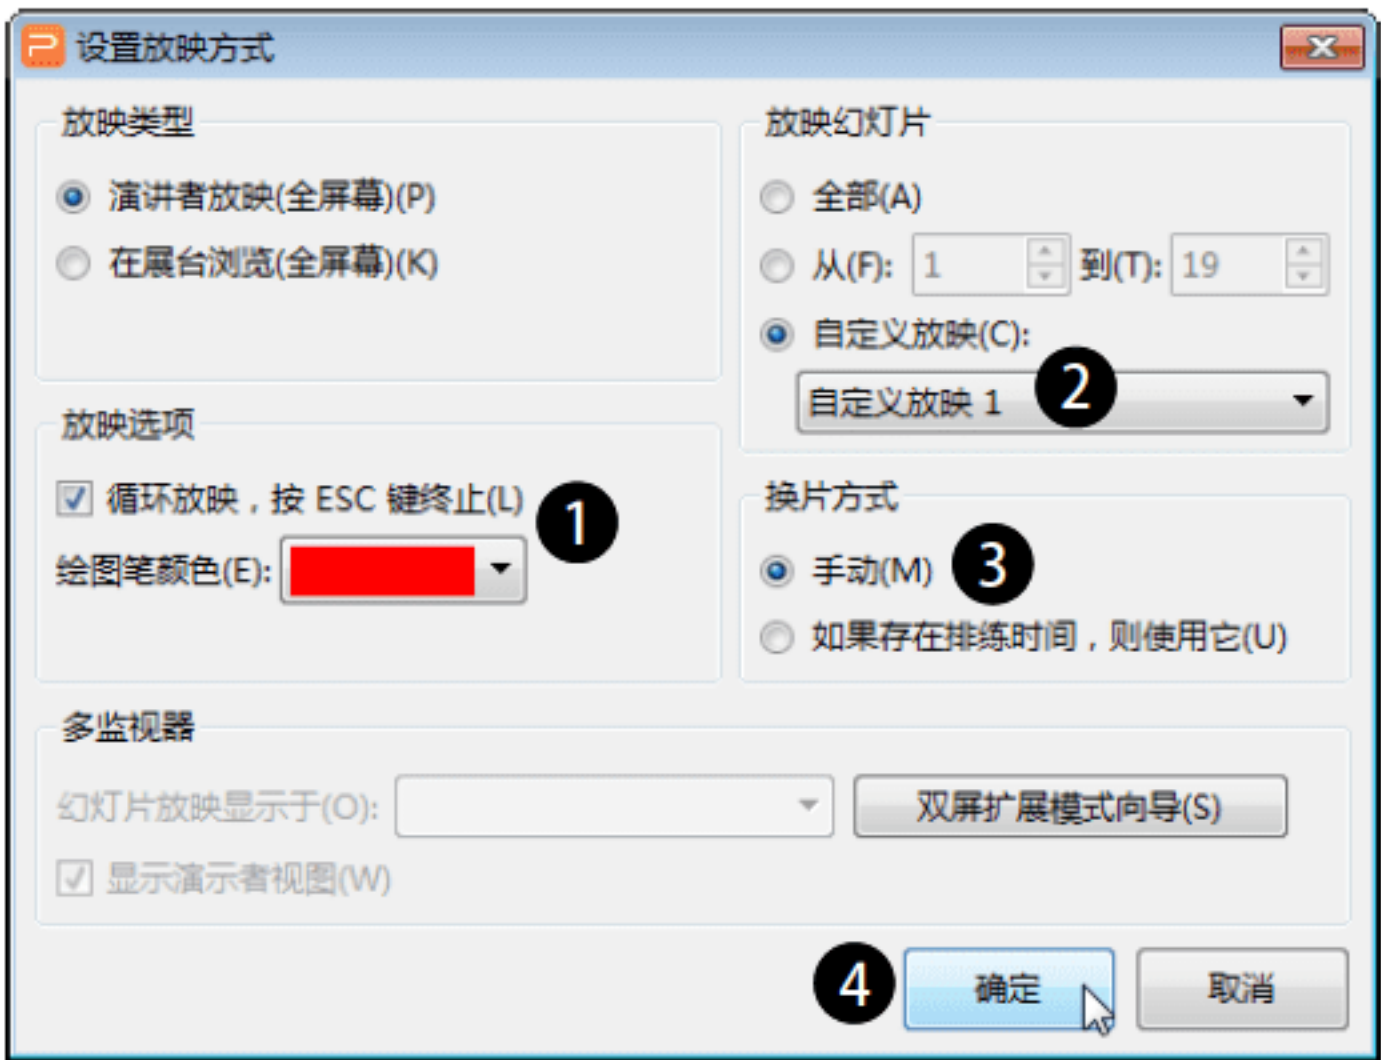 设置放映方式
放映类型
演讲者放映(全屏幕)(P)
在展台浏览(全屏幕)(K)
放映幻灯片
全部(A)
从(F): 1 到(T): 19
自定义放映(C):
自定义放映 1
2
放映选项
循环放映，按 ESC 键终止(L)
1
绘图笔颜色(E):
换片方式
手动(M)
3
如果存在排练时间，则使用它(U)
多监视器
幻灯片放映显示于(O):
双屏扩展模式向导(S)
显示演示者视图(W)
4
确定
取消